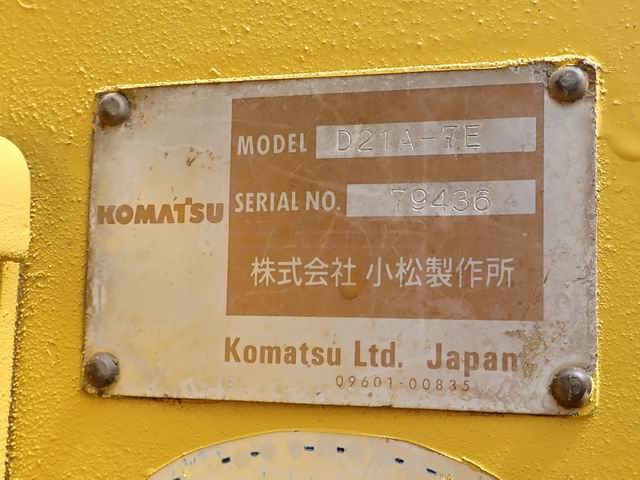 MODEL D21A-7E
KOMATSU SERIAL NO. 79436
株式会社 小松製作所
Komatsu Ltd. Japan
09601-00835